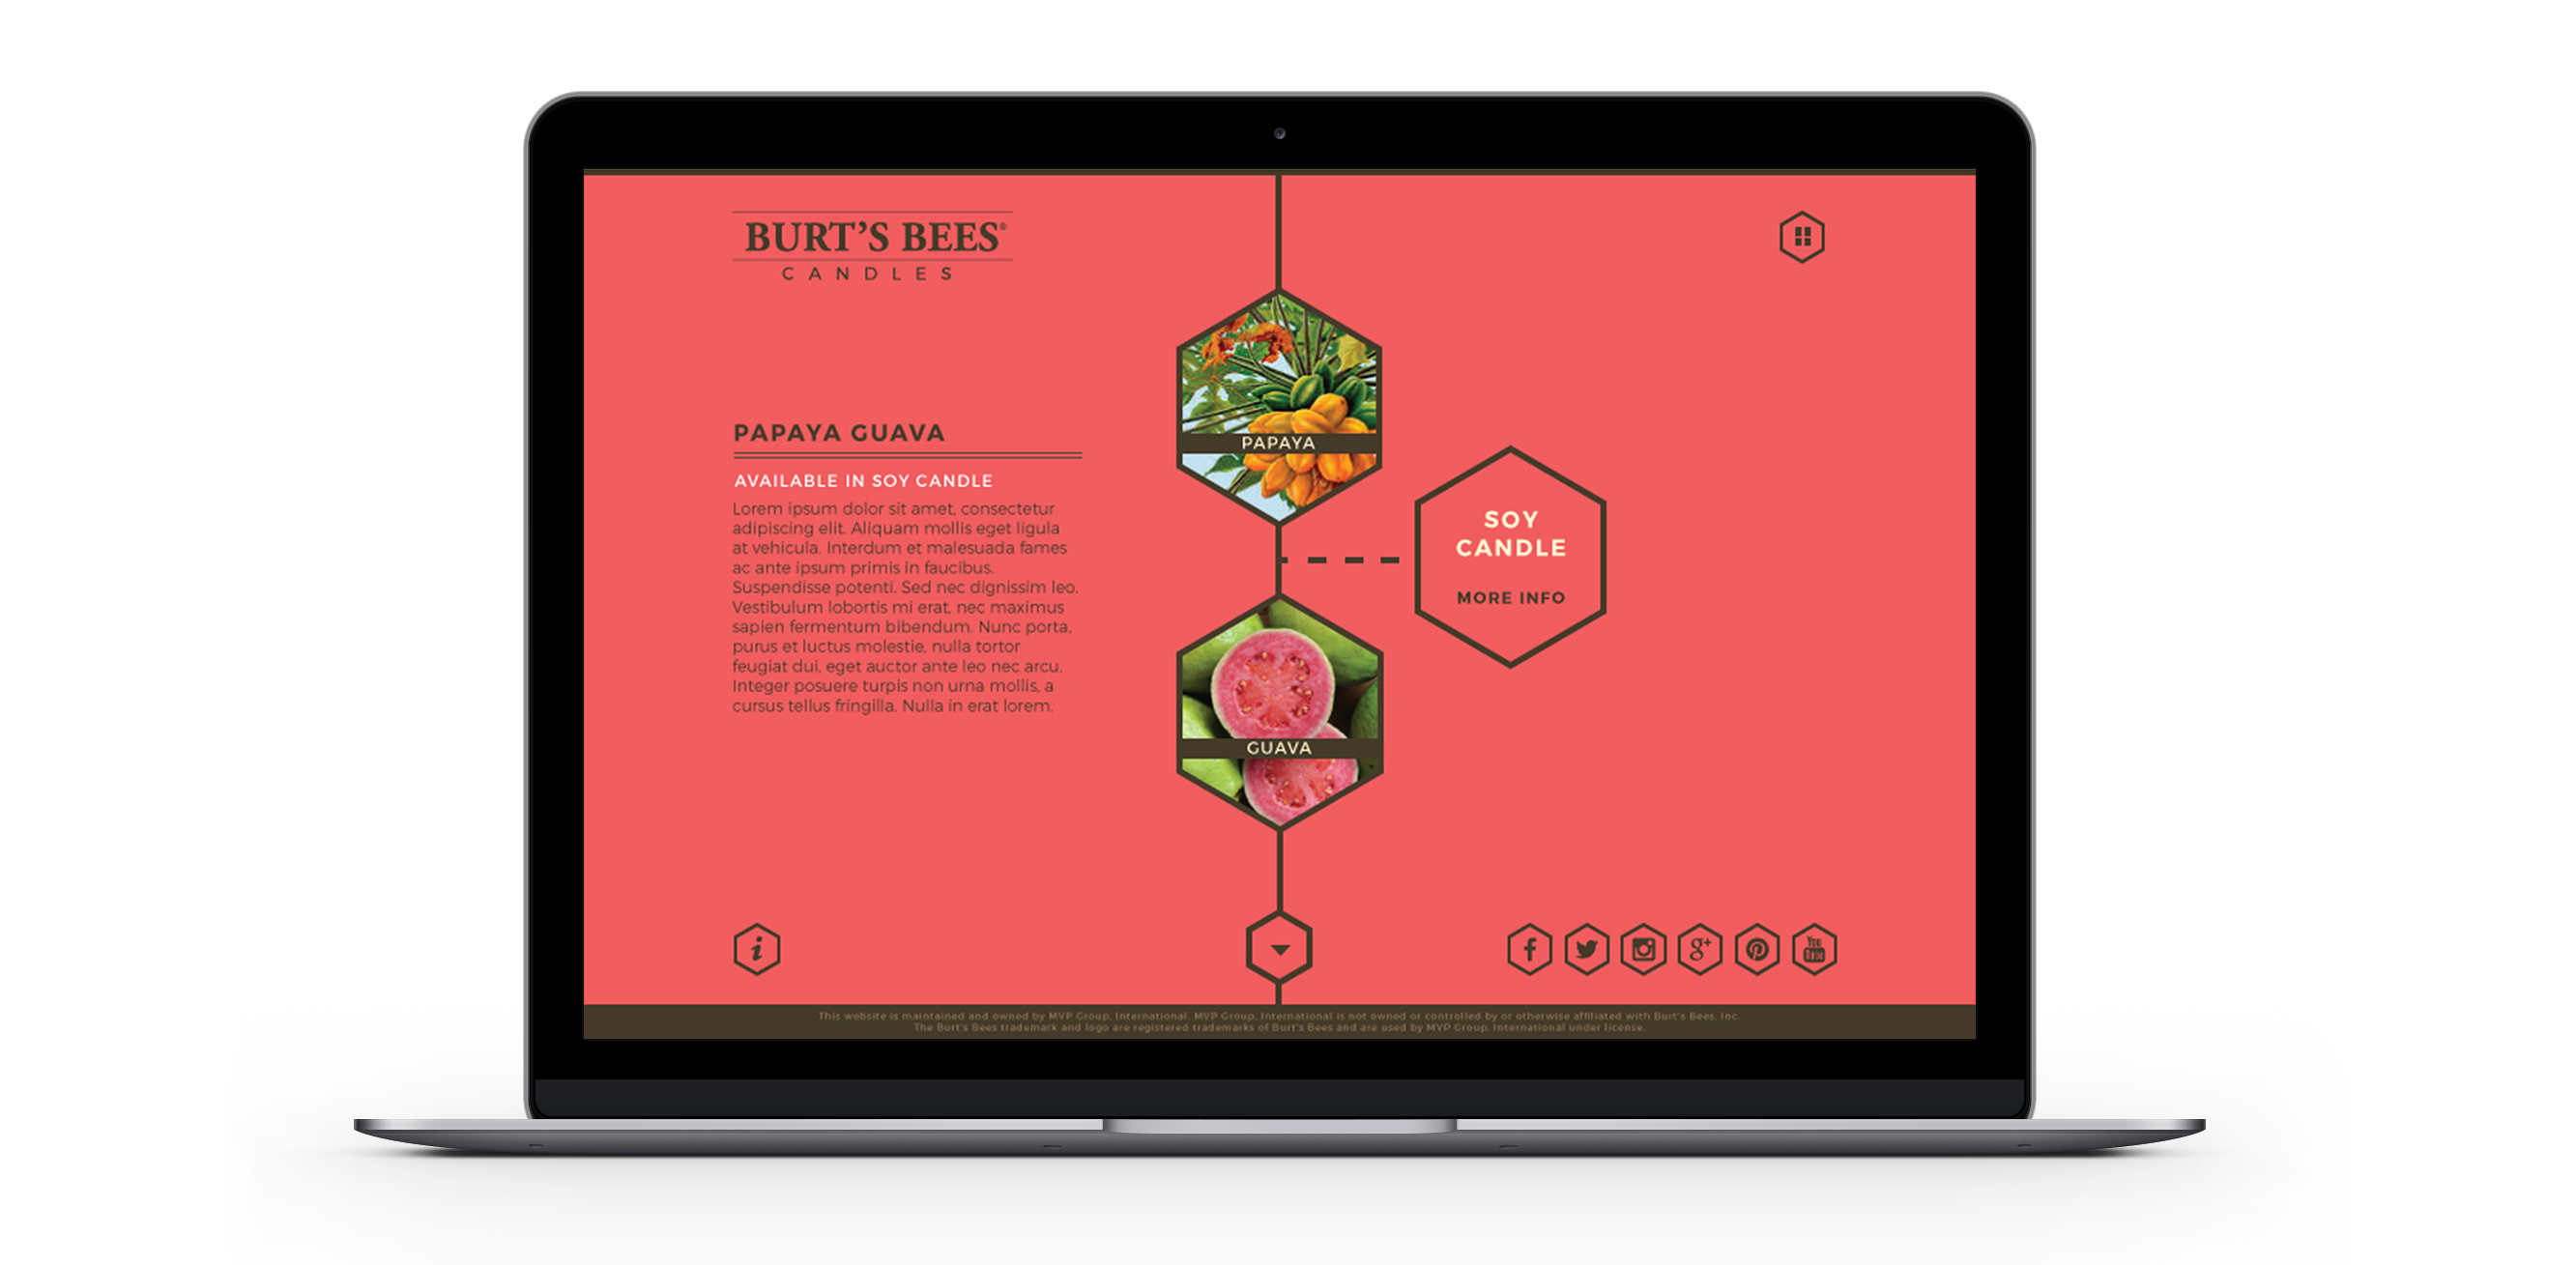 BURT'S BEES®
CANDLES
PAPAYA GUAVA
AVAILABLE IN SOY CANDLE
Lorem ipsum dolor sit amet, consectetur
adipiscing elit. Aliquam mollis eget ligula
at vehicula. Interdum et malesuada fames
ac ante ipsum primis in faucibus.
Suspendisse potenti. Sed nec dignissim leo.
Vestibulum lobortis mi erat, nec maximus
sapien fermentum bibendum. Nunc porta,
purus et luctus molestie, nulla tortor
feugiat dui, eget auctor ante leo nec arcu.
Integer posuere turpis non urna mollis, a
cursus tellus fringilla. Nulla in erat lorem.
PAPAYA
SOY
CANDLE
MORE INFO
GUAVA
i
f
g+
You
Tube
This website is maintained and owned by MVP Group, International. MVP Group, International is not owned or controlled by or otherwise affiliated with Burt's Bees, Inc.
The Burt's Bees trademark and logo are registered trademarks of Burt's Bees and are used by MVP Group, International under license.